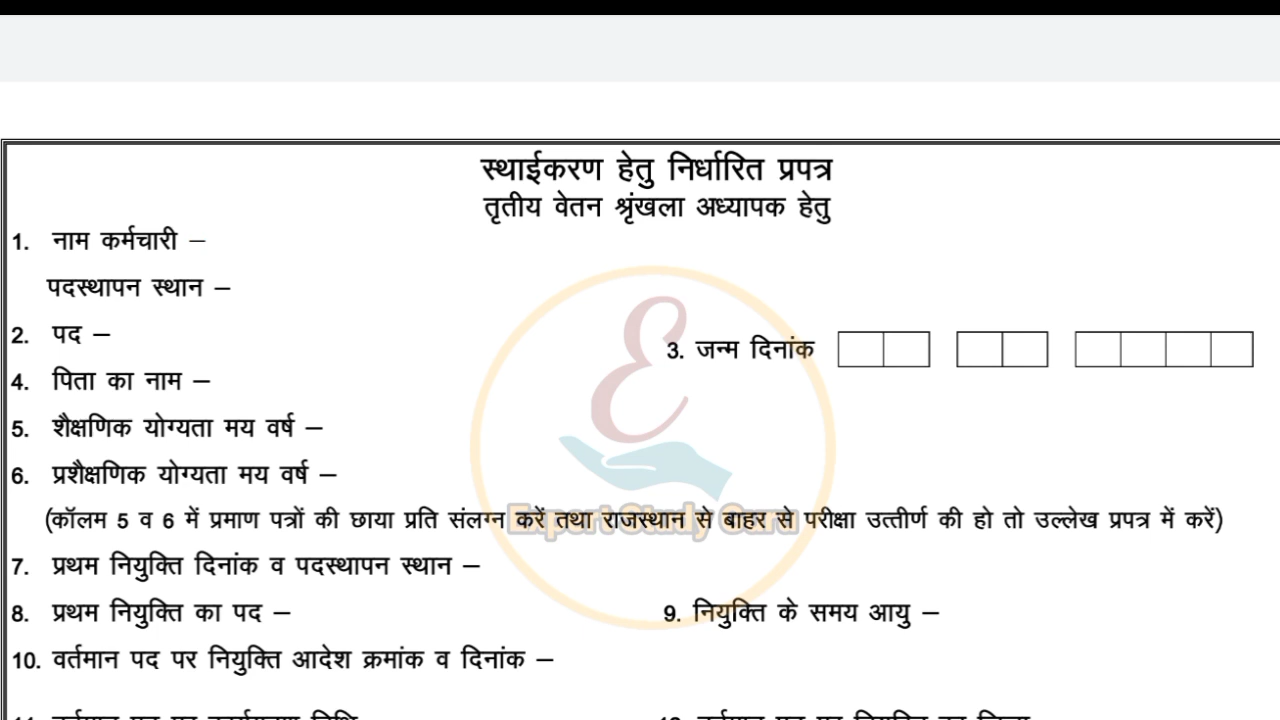 स्थाईकरण हेतु निर्धारित प्रपत्र
तृतीय वेतन श्रृंखला अध्यापक हेतु
1. नाम कर्मचारी –
पदस्थापन स्थान –
2. पद –
3. जन्म दिनांक
4. पिता का नाम –
5. शैक्षणिक योग्यता मय वर्ष –
6. प्रशैक्षणिक योग्यता मय वर्ष –
(कॉलम 5 व 6 में प्रमाण पत्रों की छाया प्रति संलग्न करें तथा राजस्थान से बाहर से परीक्षा उत्तीर्ण की हो तो उल्लेख प्रपत्र में करें)
Expert Study Guru
7. प्रथम नियुक्ति दिनांक व पदस्थापन स्थान –
8. प्रथम नियुक्ति का पद –
9. नियुक्ति के समय आयु –
10. वर्तमान पद पर नियुक्ति आदेश क्रमांक व दिनांक –